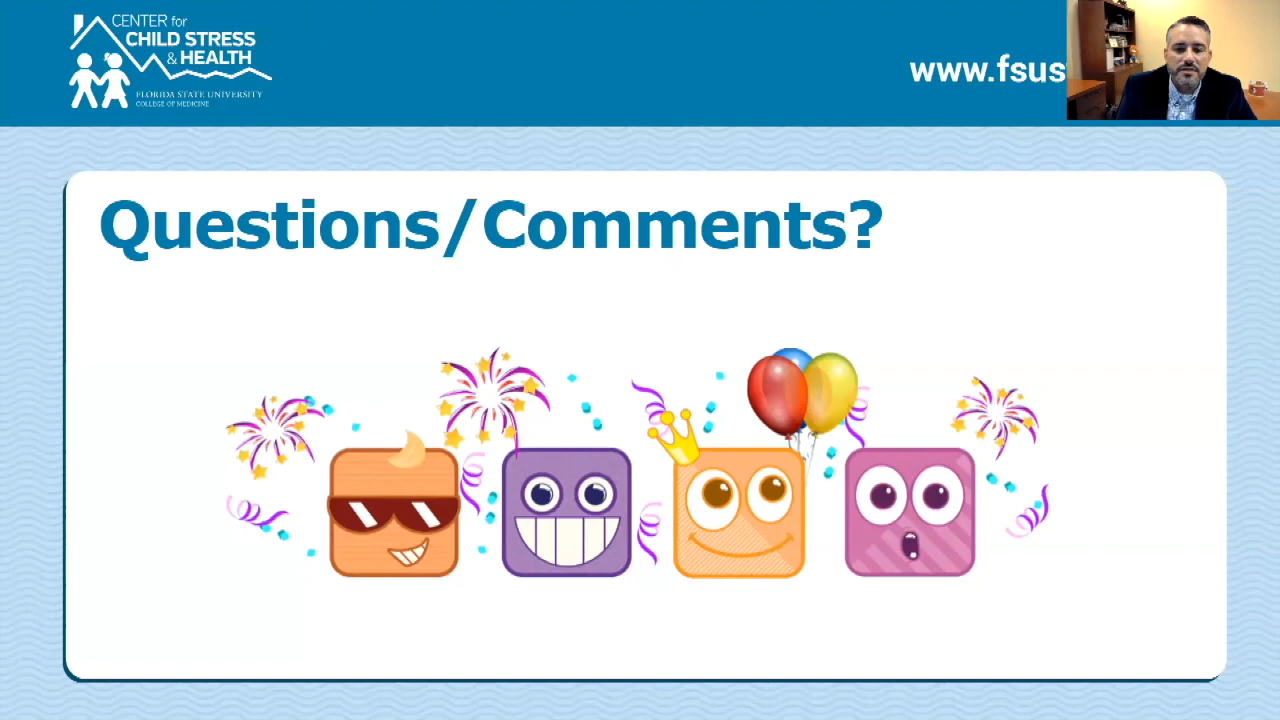 CENTER for
CHILD STRESS
& HEALTH
FLORIDA STATE UNIVERSITY
COLLEGE OF MEDICINE
www.fsus
Questions/Comments?